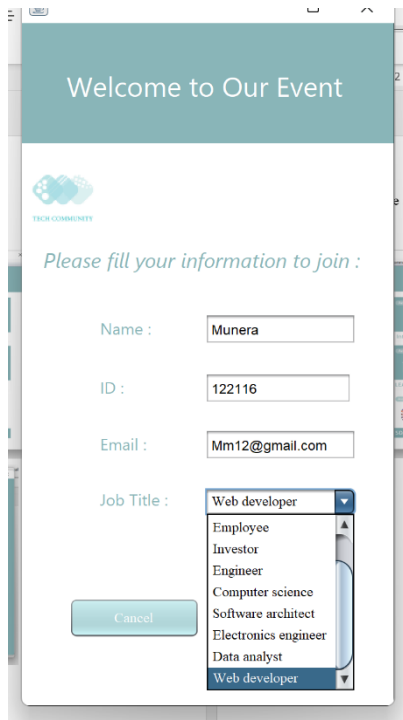 Welcome to Our Event
TECH COMMUNITY
Please fill your information to join :
Name : Munera
ID : 122116
Email : Mm12@gmail.com
Job Title : Web developer
Employee
Investor
Engineer
Computer science
Software architect
Electronics engineer
Data analyst
Web developer
Cancel